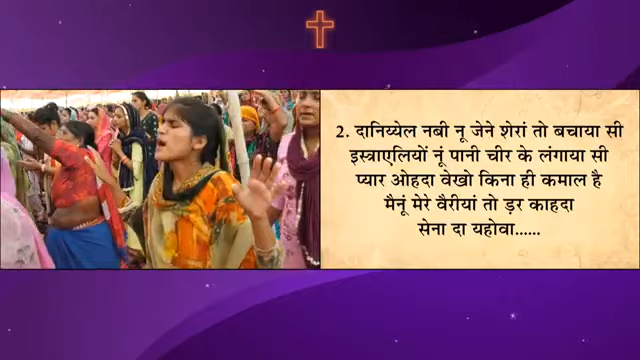 2. दानिय्येल नबी नू जेने शेरां तो बचाया सी
इस्त्राएलियों नूं पानी चीर के लंगाया सी
प्यार ओहदा वेखो किना ही कमाल है
मैनूं मेरे वैरीयां तो ड़र काहदा
सेना दा यहोवा......